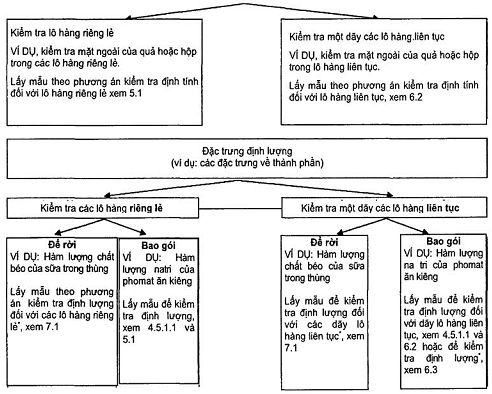 Kiểm tra lô hàng riêng lẻ
VÍ DỤ, kiểm tra mặt ngoài của quả hoặc hộp
trong các lô hàng riêng lẻ.
Lấy mẫu theo phương án kiểm tra định tính
đối với lô hàng riêng lẻ xem 5.1
Kiểm tra một dãy các lô hàng.liên tục
VÍ DỤ, kiểm tra mặt ngoài của quả hoặc hộp
trong các lô hàng liên tục.
Lấy mẫu theo phương án kiểm tra định tính
đối với lô hàng liên tục, xem 6.2
Đặc trưng định lượng
(ví dụ: các đặc trưng về thành phần)
Kiểm tra các lô hàng riêng lẻ
Kiểm tra một dãy các lô hàng liên tục
Để rời
VÍ DỤ: Hàm lượng chất
béo của sữa trong thùng
Lấy mẫu theo phương
án kiểm tra định lượng
đối với các lô hàng riêng
lẻ*, xem 7.1
Bao gói
VÍ DỤ: Hàm
lượng natri của
phomat ăn kiêng
Lấy mẫu để kiểm
tra định lượng,
xem 4.5.1.1 và
5.1
Để rời
VÍ DỤ: Hàm lượng
chất béo của sữa
trong thùng
Lấy mẫu để kiểm
tra định lượng đối
với các dãy lô
hàng liên tục*, xem
7.1
Bao gói
VÍ DỤ: Hàm lượng
na tri của phomat
ăn kiêng
Lấy mẫu để kiểm
tra định lượng đối
với dãy lô hàng liên
tục, xem 4.5.1.1 và
6.2 hoặc để kiểm
tra định lượng*,
xem 6.3